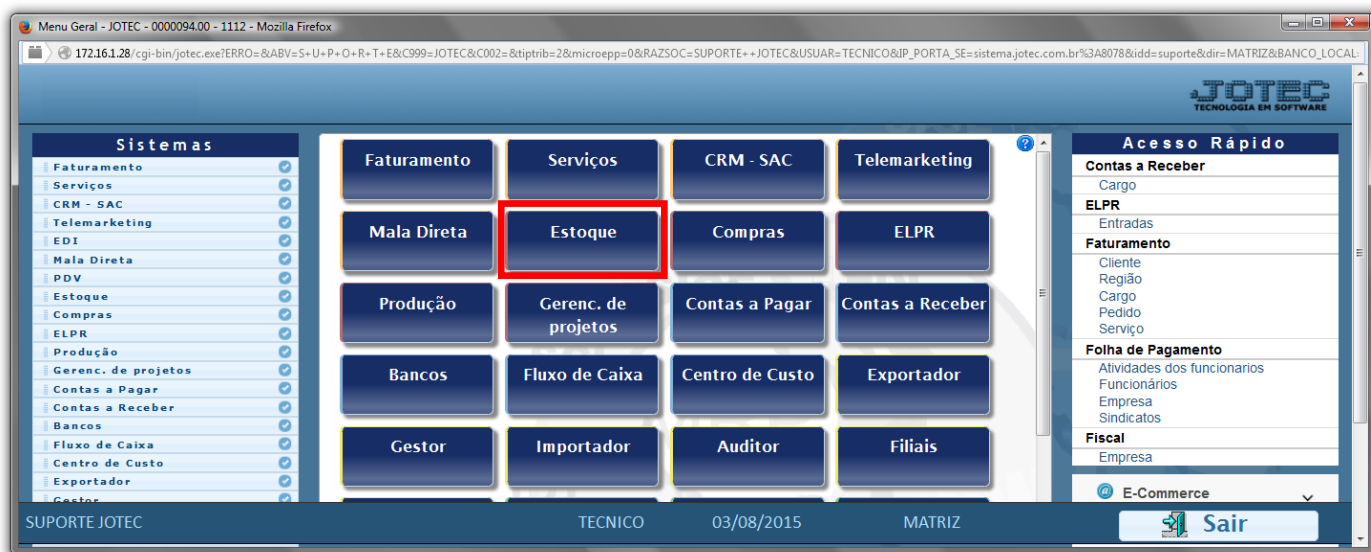 Menu Geral - JOTEC - 0000094.00 - 1112 - Mozilla Firefox
172.16.1.28/cgi-bin/jotec.exe?ERRO=&ABV=S+U+P+O+R+T+E&C999=JOTEC&C002=&tiptrib=2&microepp=0&RAZSOC=SUPORTE++JOTEC&USUAR=TECNICO&IP_PORTA_SE=sistema.jotec.com.br%3A8078&idd=suporte&dir=MATRIZ&BANCO_LOCAL:
JOTEC
TECNOLOGIA EM SOFTWARE
Sistemas
Faturamento
Serviços
CRM - SAC
Telemarketing
EDI
Mala Direta
PDV
Estoque
Compras
ELPR
Produção
Gerenc. de projetos
Contas a Pagar
Contas a Receber
Bancos
Fluxo de Caixa
Centro de Custo
Exportador
Gestor
Faturamento
Serviços
CRM - SAC
Telemarketing
Mala Direta
Estoque
Compras
ELPR
Produção
Gerenc. de
projetos
Contas a Pagar
Contas a Receber
Bancos
Fluxo de Caixa
Centro de Custo
Exportador
Gestor
Importador
Auditor
Filiais
Acesso Rápido
Contas a Receber
Cargo
ELPR
Entradas
Faturamento
Cliente
Região
Cargo
Pedido
Serviço
Folha de Pagamento
Atividades dos funcionarios
Funcionários
Empresa
Sindicatos
Fiscal
Empresa
E-Commerce
SUPORTE JOTEC
TECNICO
03/08/2015
MATRIZ
Sair